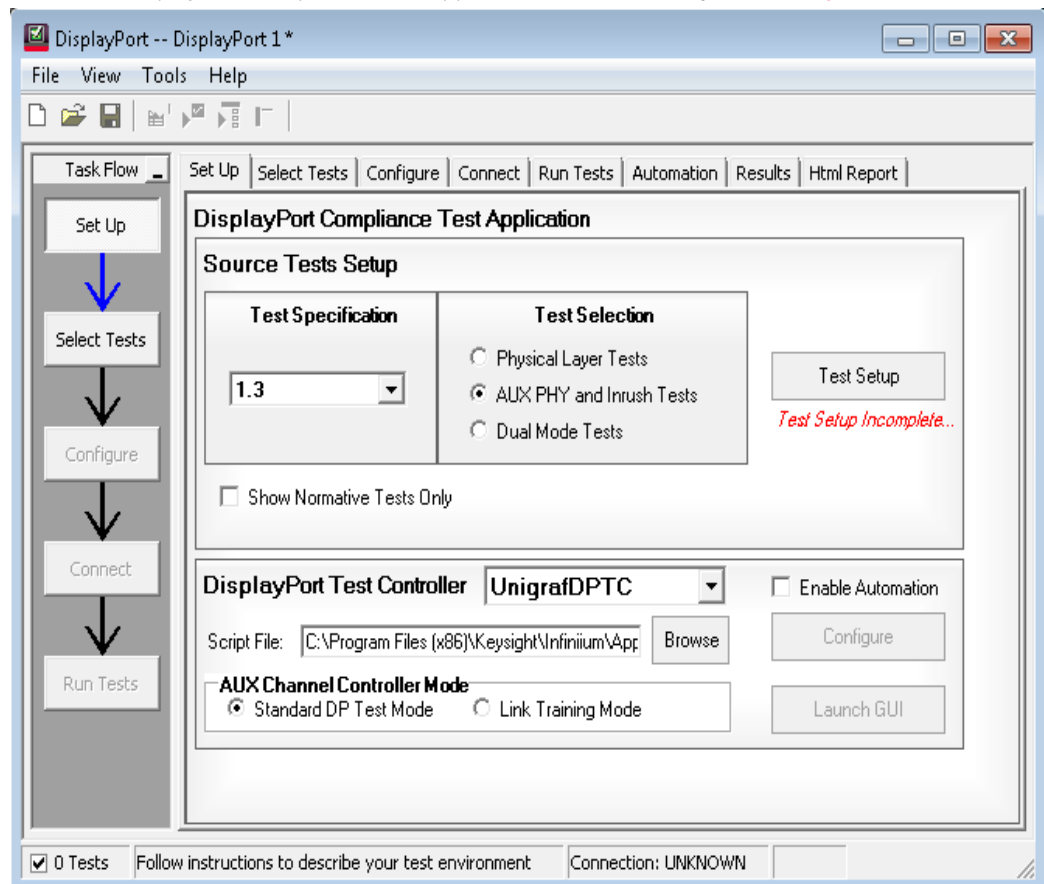 DisplayPort -- DisplayPort 1 *
File View Tools Help
Task Flow
Set Up
Select Tests
Configure
Connect
Run Tests
Set Up Select Tests Configure Connect Run Tests Automation Results Html Report
DisplayPort Compliance Test Application
Source Tests Setup
Test Specification
1.3
Test Selection
Physical Layer Tests
AUX PHY and Inrush Tests
Dual Mode Tests
Test Setup
Test Setup Incomplete...
Show Normative Tests Only
DisplayPort Test Controller UnigrafDPTC
Enable Automation
Script File: C:\Program Files (x86)\Keysight\Infiniium\App Browse
Configure
AUX Channel Controller Mode
Standard DP Test Mode Link Training Mode
Launch GUI
0 Tests Follow instructions to describe your test environment Connection: UNKNOWN